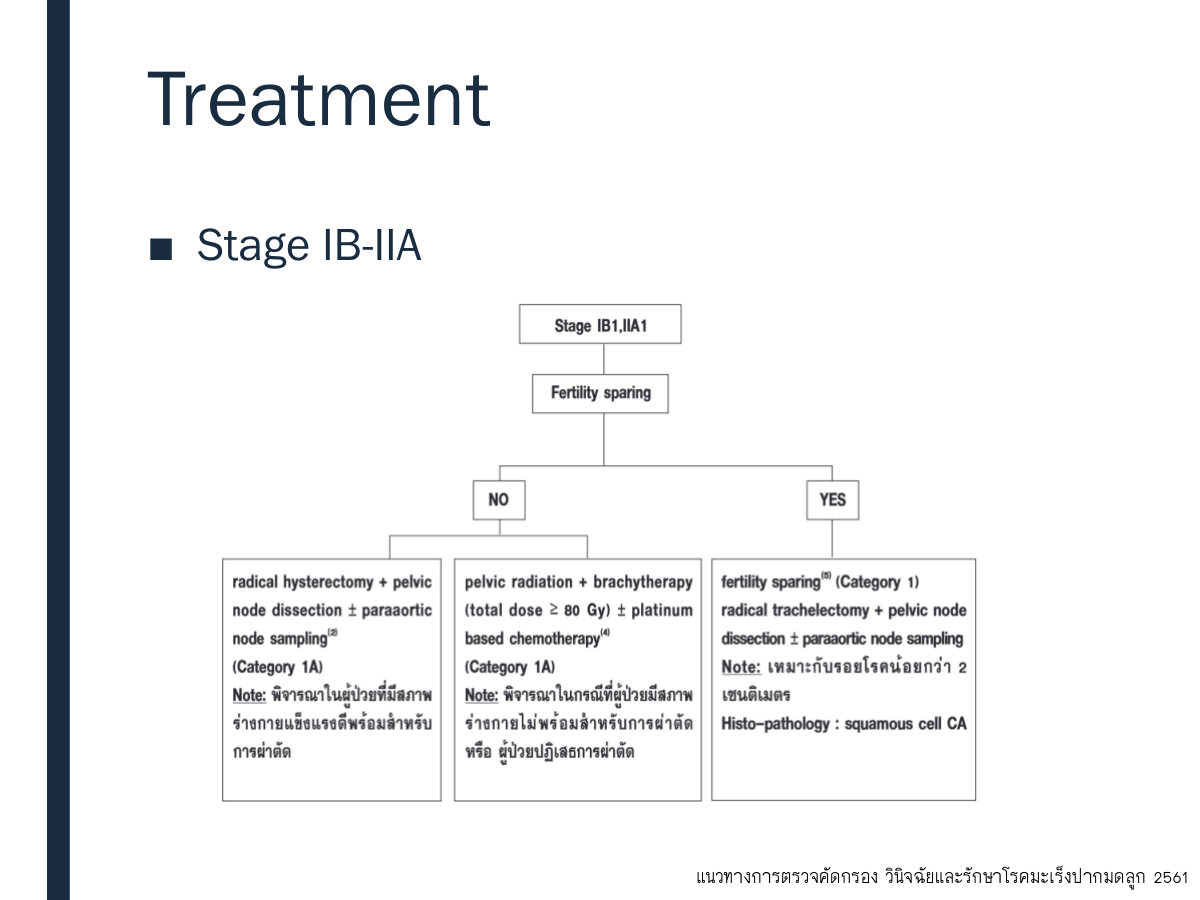 Treatment
■ Stage IB-IIA
Stage IB1,IIA1
Fertility sparing
NO
YES
radical hysterectomy + pelvic
node dissection ± paraaortic
node sampling(2)
(Category 1A)
Note: พิจารณาในผู้ป่วยที่มีสภาพ
ร่างกายแข็งแรงดีพร้อมสำหรับ
การผ่าตัด
pelvic radiation + brachytherapy
(total dose ≥ 80 Gy) ± platinum
based chemotherapy(4)
(Category 1A)
Note: พิจารณาในกรณีที่ผู้ป่วยมีสภาพ
ร่างกายไม่พร้อมสำหรับการผ่าตัด
หรือ ผู้ป่วยปฏิเสธการผ่าตัด
fertility sparing(5) (Category 1)
radical trachelectomy + pelvic node
dissection ± paraaortic node sampling
Note: เหมาะกับรอยโรคน้อยกว่า 2
เซนติเมตร
Histo-pathology : squamous cell CA
แนวทางการตรวจคัดกรอง วินิจฉัยและรักษาโรคมะเร็งปากมดลูก 2561